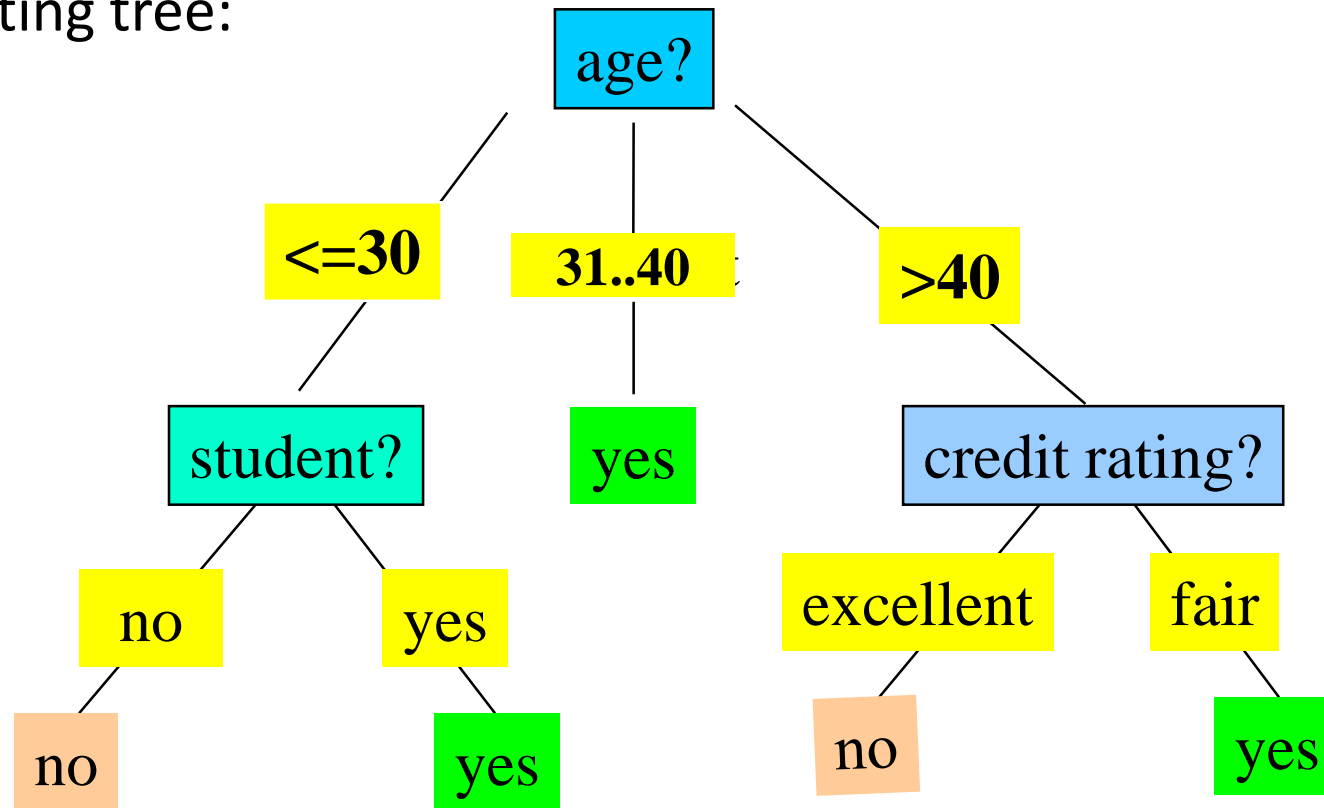 ting tree:
age?
<=30
31..40
>40
student?
yes
credit rating?
no
yes
excellent
fair
no
yes
no
yes